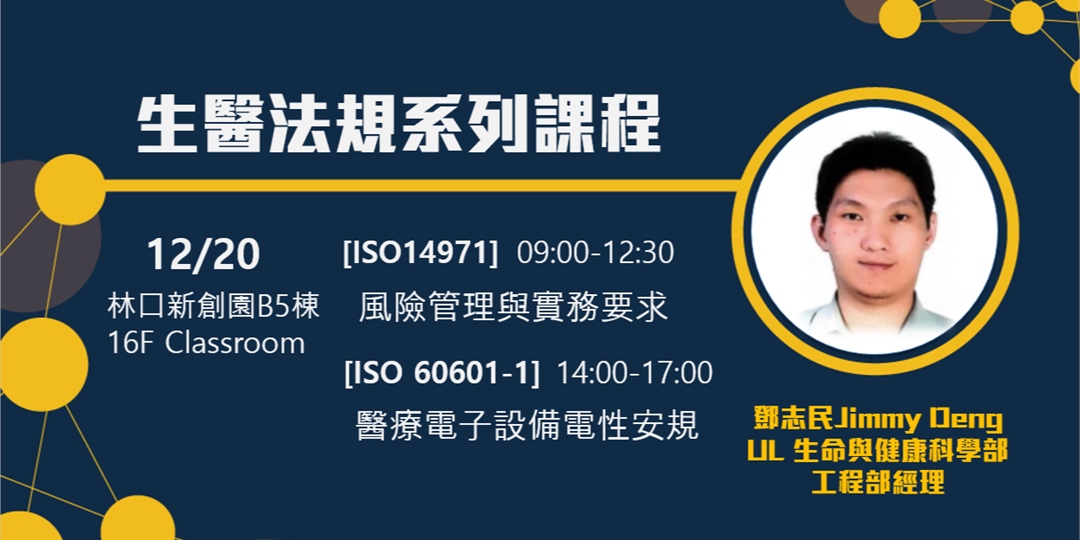 生醫法規系列課程
12/20
林口新創園B5棟
16F Classroom
[ISO14971] 09:00-12:30
風險管理與實務要求
[ISO 60601-1] 14:00-17:00
醫療電子設備電性安規
鄧志民Jimmy Deng
UL 生命與健康科學部
工程部經理